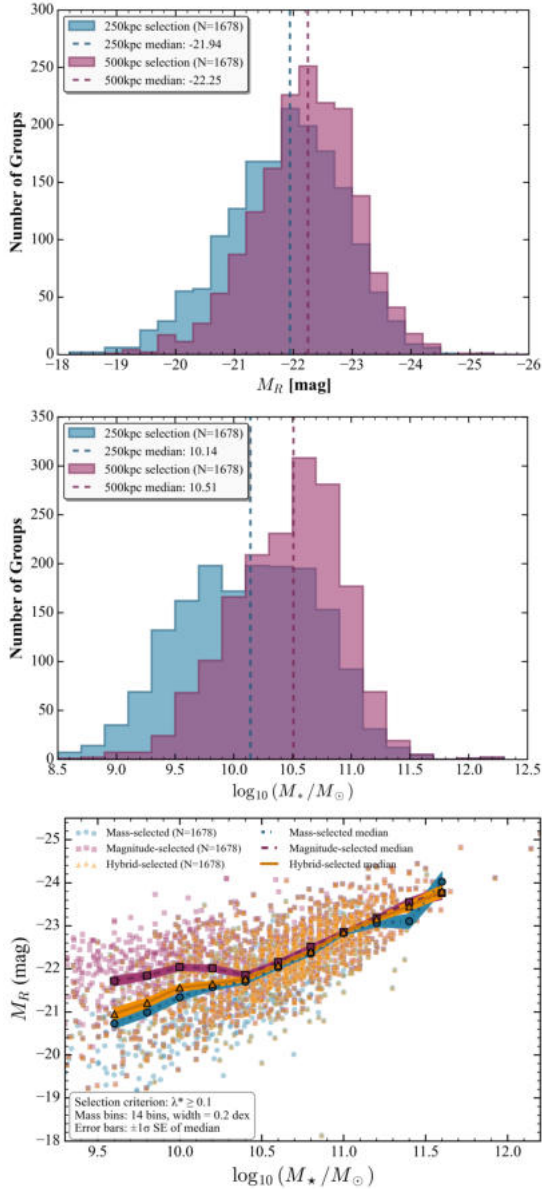 300
250
200
150
100
50
0
Number of Groups
250kpc selection (N=1678)
250kpc median: -21.94
500kpc selection (N=1678)
500kpc median: -22.25
−18 −19 −20 −21 −22 −23 −24 −25 −26
M_R [mag]
350
300
250
200
150
100
50
0
Number of Groups
250kpc selection (N=1678)
250kpc median: 10.14
500kpc selection (N=1678)
500kpc median: 10.51
8.5 9.0 9.5 10.0 10.5 11.0 11.5 12.0 12.5
log₁₀ (M_*/M_⊙)
−25
−24
−23
−22
−21
−20
−19
−18
M_R (mag)
Mass-selected (N=1678) Mass-selected median
Magnitude-selected (N=1678) Magnitude-selected median
Hybrid-selected (N=1678) Hybrid-selected median
Selection criterion: λ* ≥ 0.1
Mass bins: 14 bins, width = 0.2 dex
Error bars: ±1σ SE of median
9.5 10.0 10.5 11.0 11.5 12.0
log₁₀ (M_⋆/M_⊙)